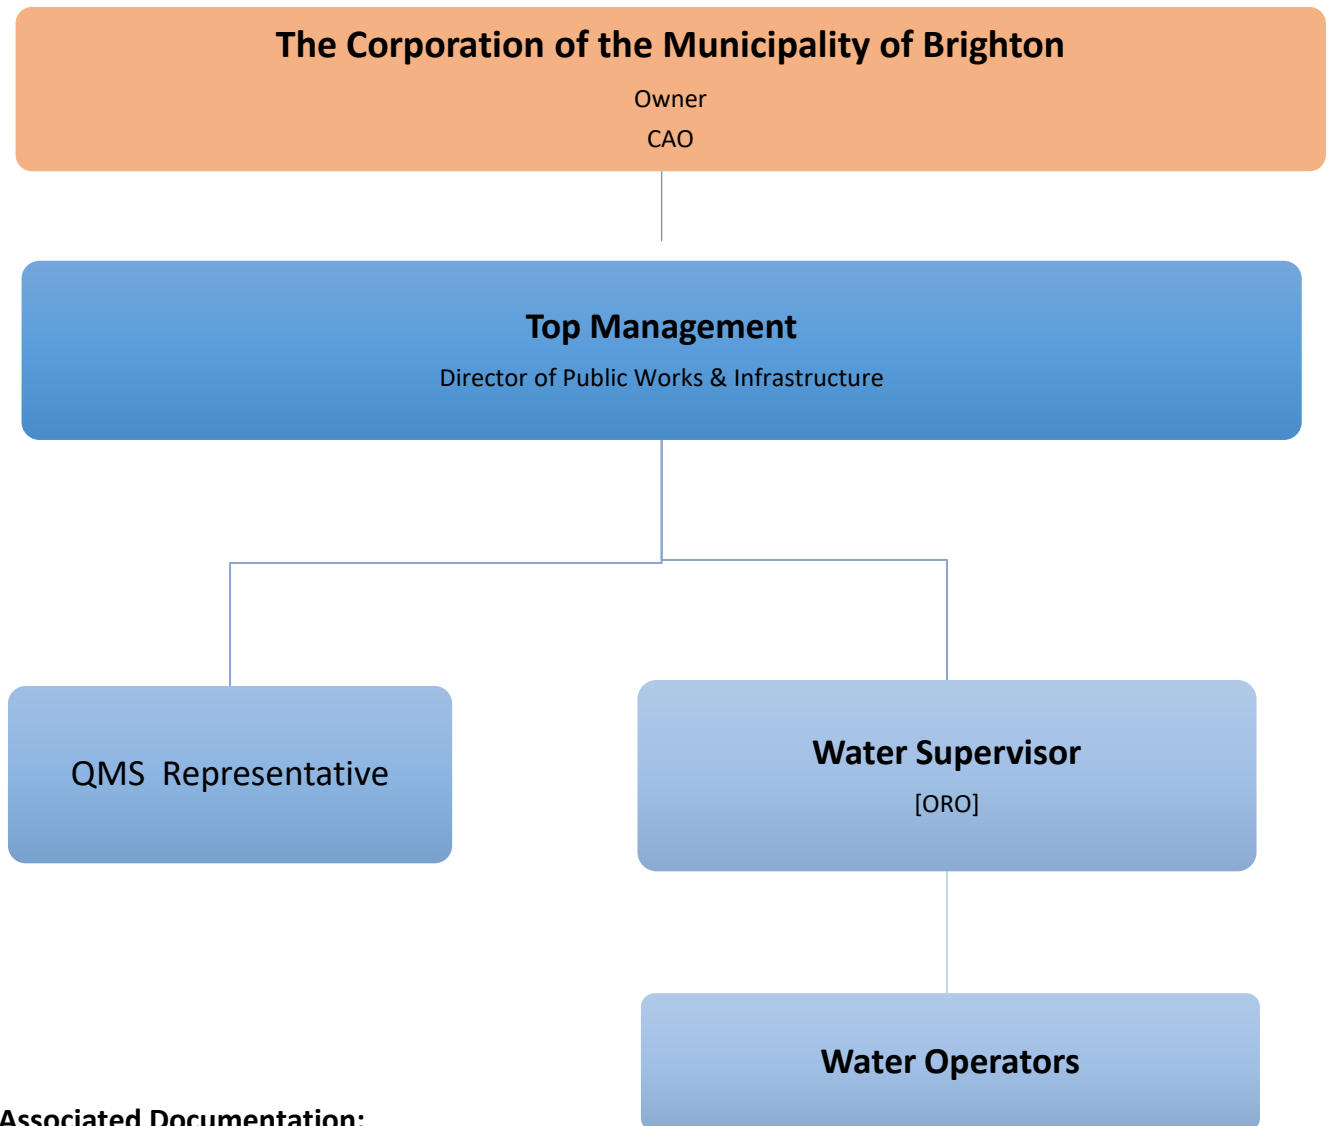 The Corporation of the Municipality of Brighton
Owner
CAO
Top Management
Director of Public Works & Infrastructure
QMS  Representative
Water Supervisor
[ORO]
Water Operators
Associated Documentation: